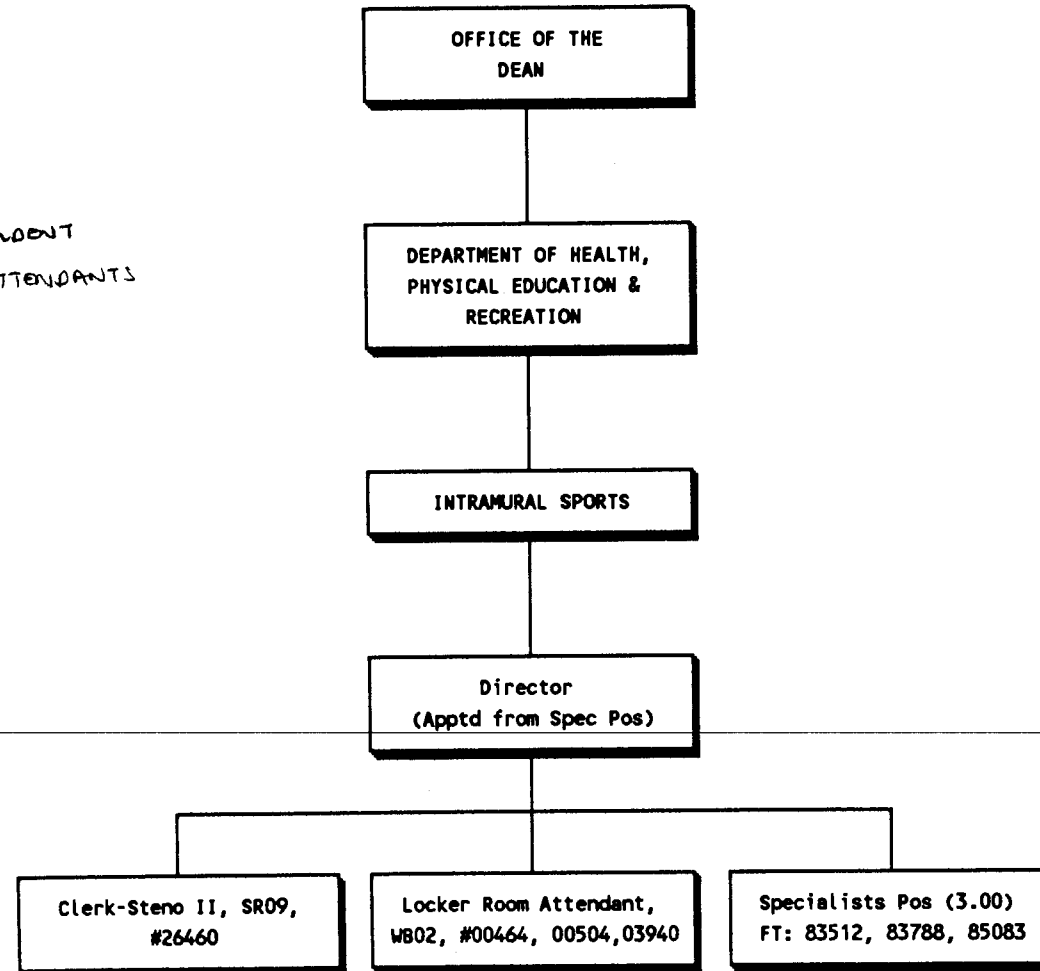 OFFICE OF THE
DEAN
DEPARTMENT OF HEALTH,
PHYSICAL EDUCATION &
RECREATION
INTRAMURAL SPORTS
Director
(Apptd from Spec Pos)
Clerk-Steno II, SR09,
#26460
Locker Room Attendant,
WB02, #00464, 00504,03940
Specialists Pos (3.00)
FT: 83512, 83788, 85083